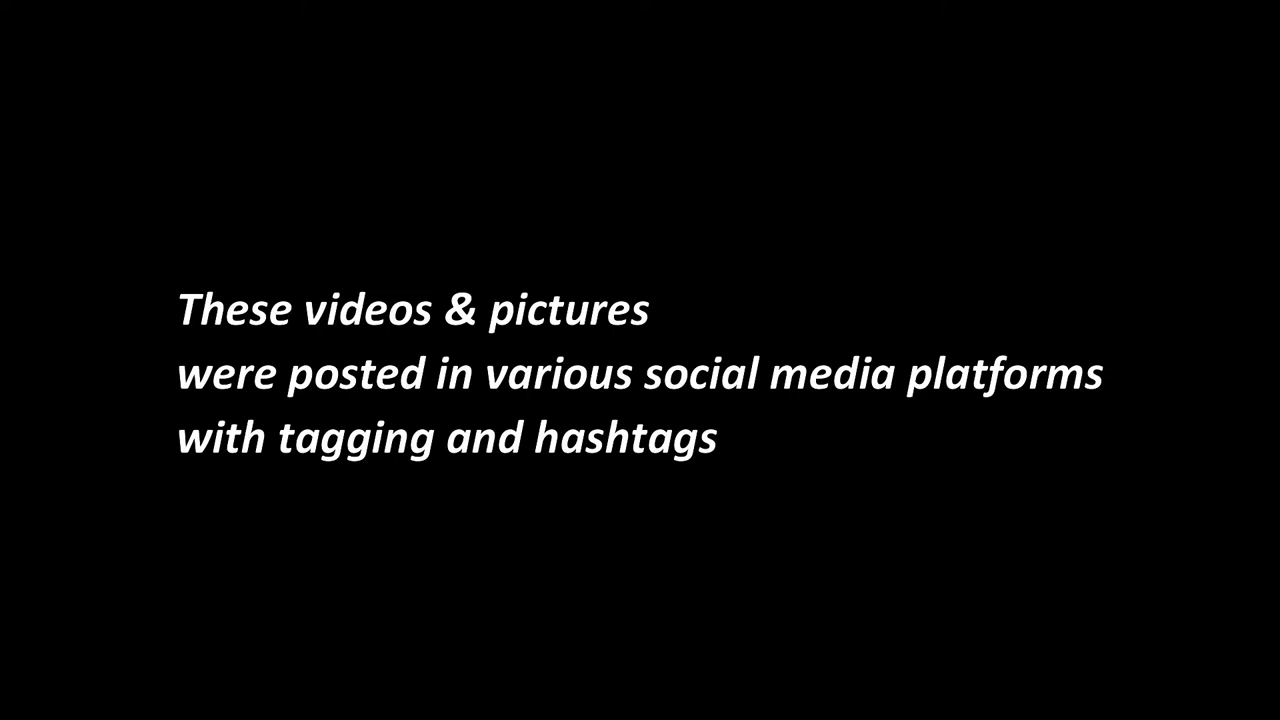 These videos & pictures
were posted in various social media platforms
with tagging and hashtags